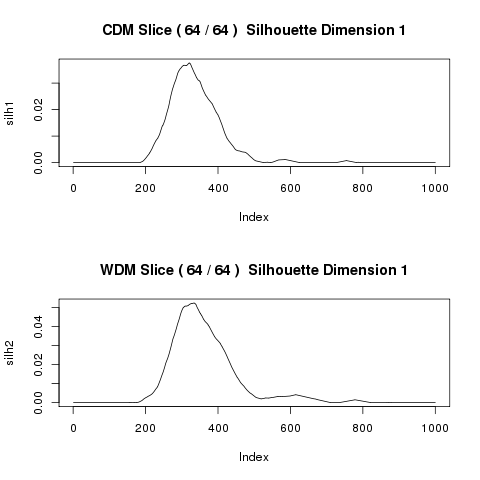 CDM Slice ( 64 / 64 )  Silhouette Dimension 1
silh1
0.02
0.00
0 200 400 600 800 1000
Index
WDM Slice ( 64 / 64 )  Silhouette Dimension 1
silh2
0.04
0.02
0.00
0 200 400 600 800 1000
Index